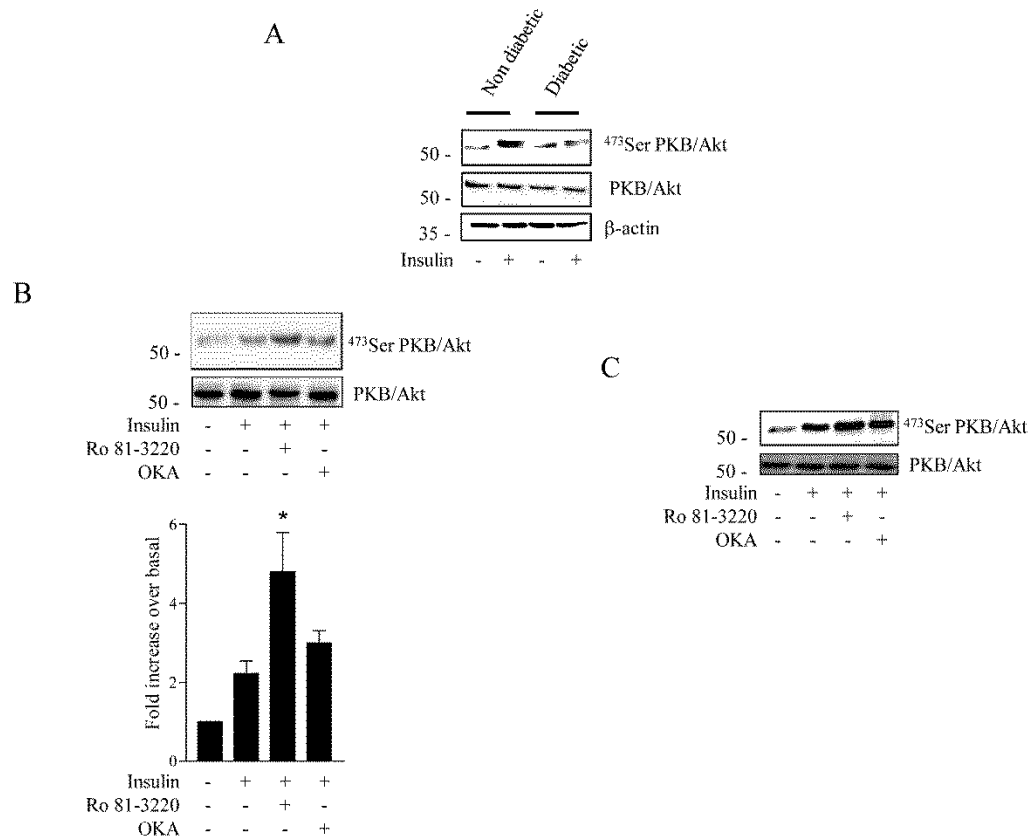 A
Non diabetic
Diabetic
50 - ⁴⁷³Ser PKB/Akt
50 - PKB/Akt
35 - β-actin
Insulin - + - +
B
50 - ⁴⁷³Ser PKB/Akt
50 - PKB/Akt
Insulin - + + +
Ro 81-3220 - - + -
OKA - - - +
Fold increase over basal
6
*
4
2
0
Insulin - + + +
Ro 81-3220 - - + -
OKA - - - +
C
50 - ⁴⁷³Ser PKB/Akt
50 - PKB/Akt
Insulin - + + +
Ro 81-3220 - - + -
OKA - - - +